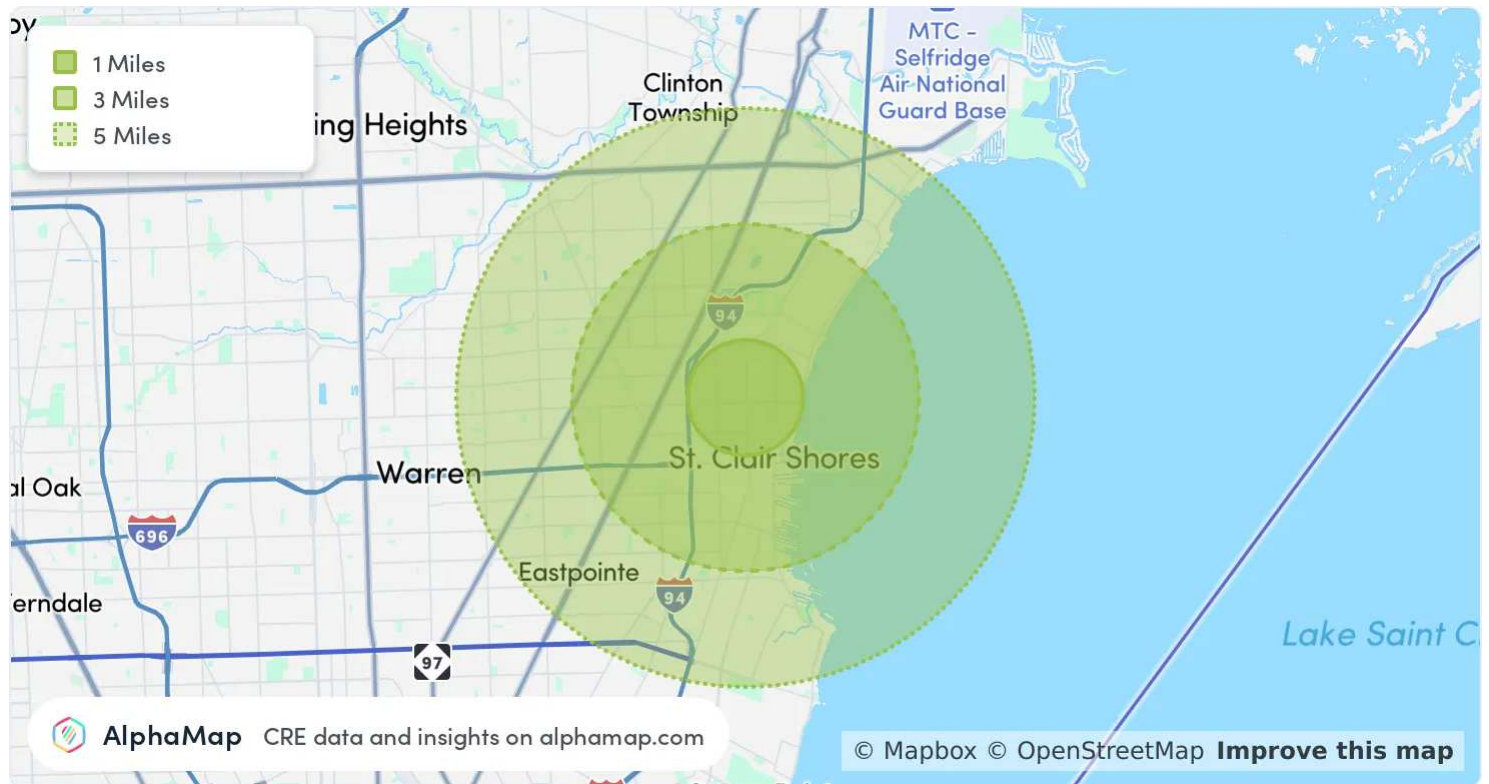 1 Miles
3 Miles
5 Miles
MTC -
Selfridge
Air National
Guard Base
Clinton
Township
ing Heights
94
St. Clair Shores
Warren
al Oak
696
Eastpointe
94
erndale
Lake Saint C
97
AlphaMap CRE data and insights on alphamap.com
© Mapbox © OpenStreetMap Improve this map